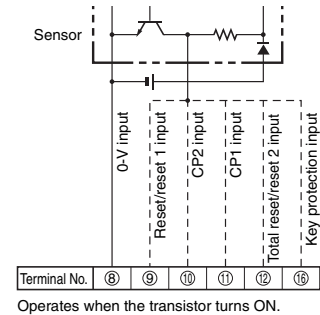 Sensor
0-V input
Reset/reset 1 input
CP2 input
CP1 input
Total reset/reset 2 input
Key protection input
Terminal No. ⑧ ⑨ ⑩ ⑪ ⑫ ⑯
Operates when the transistor turns ON.